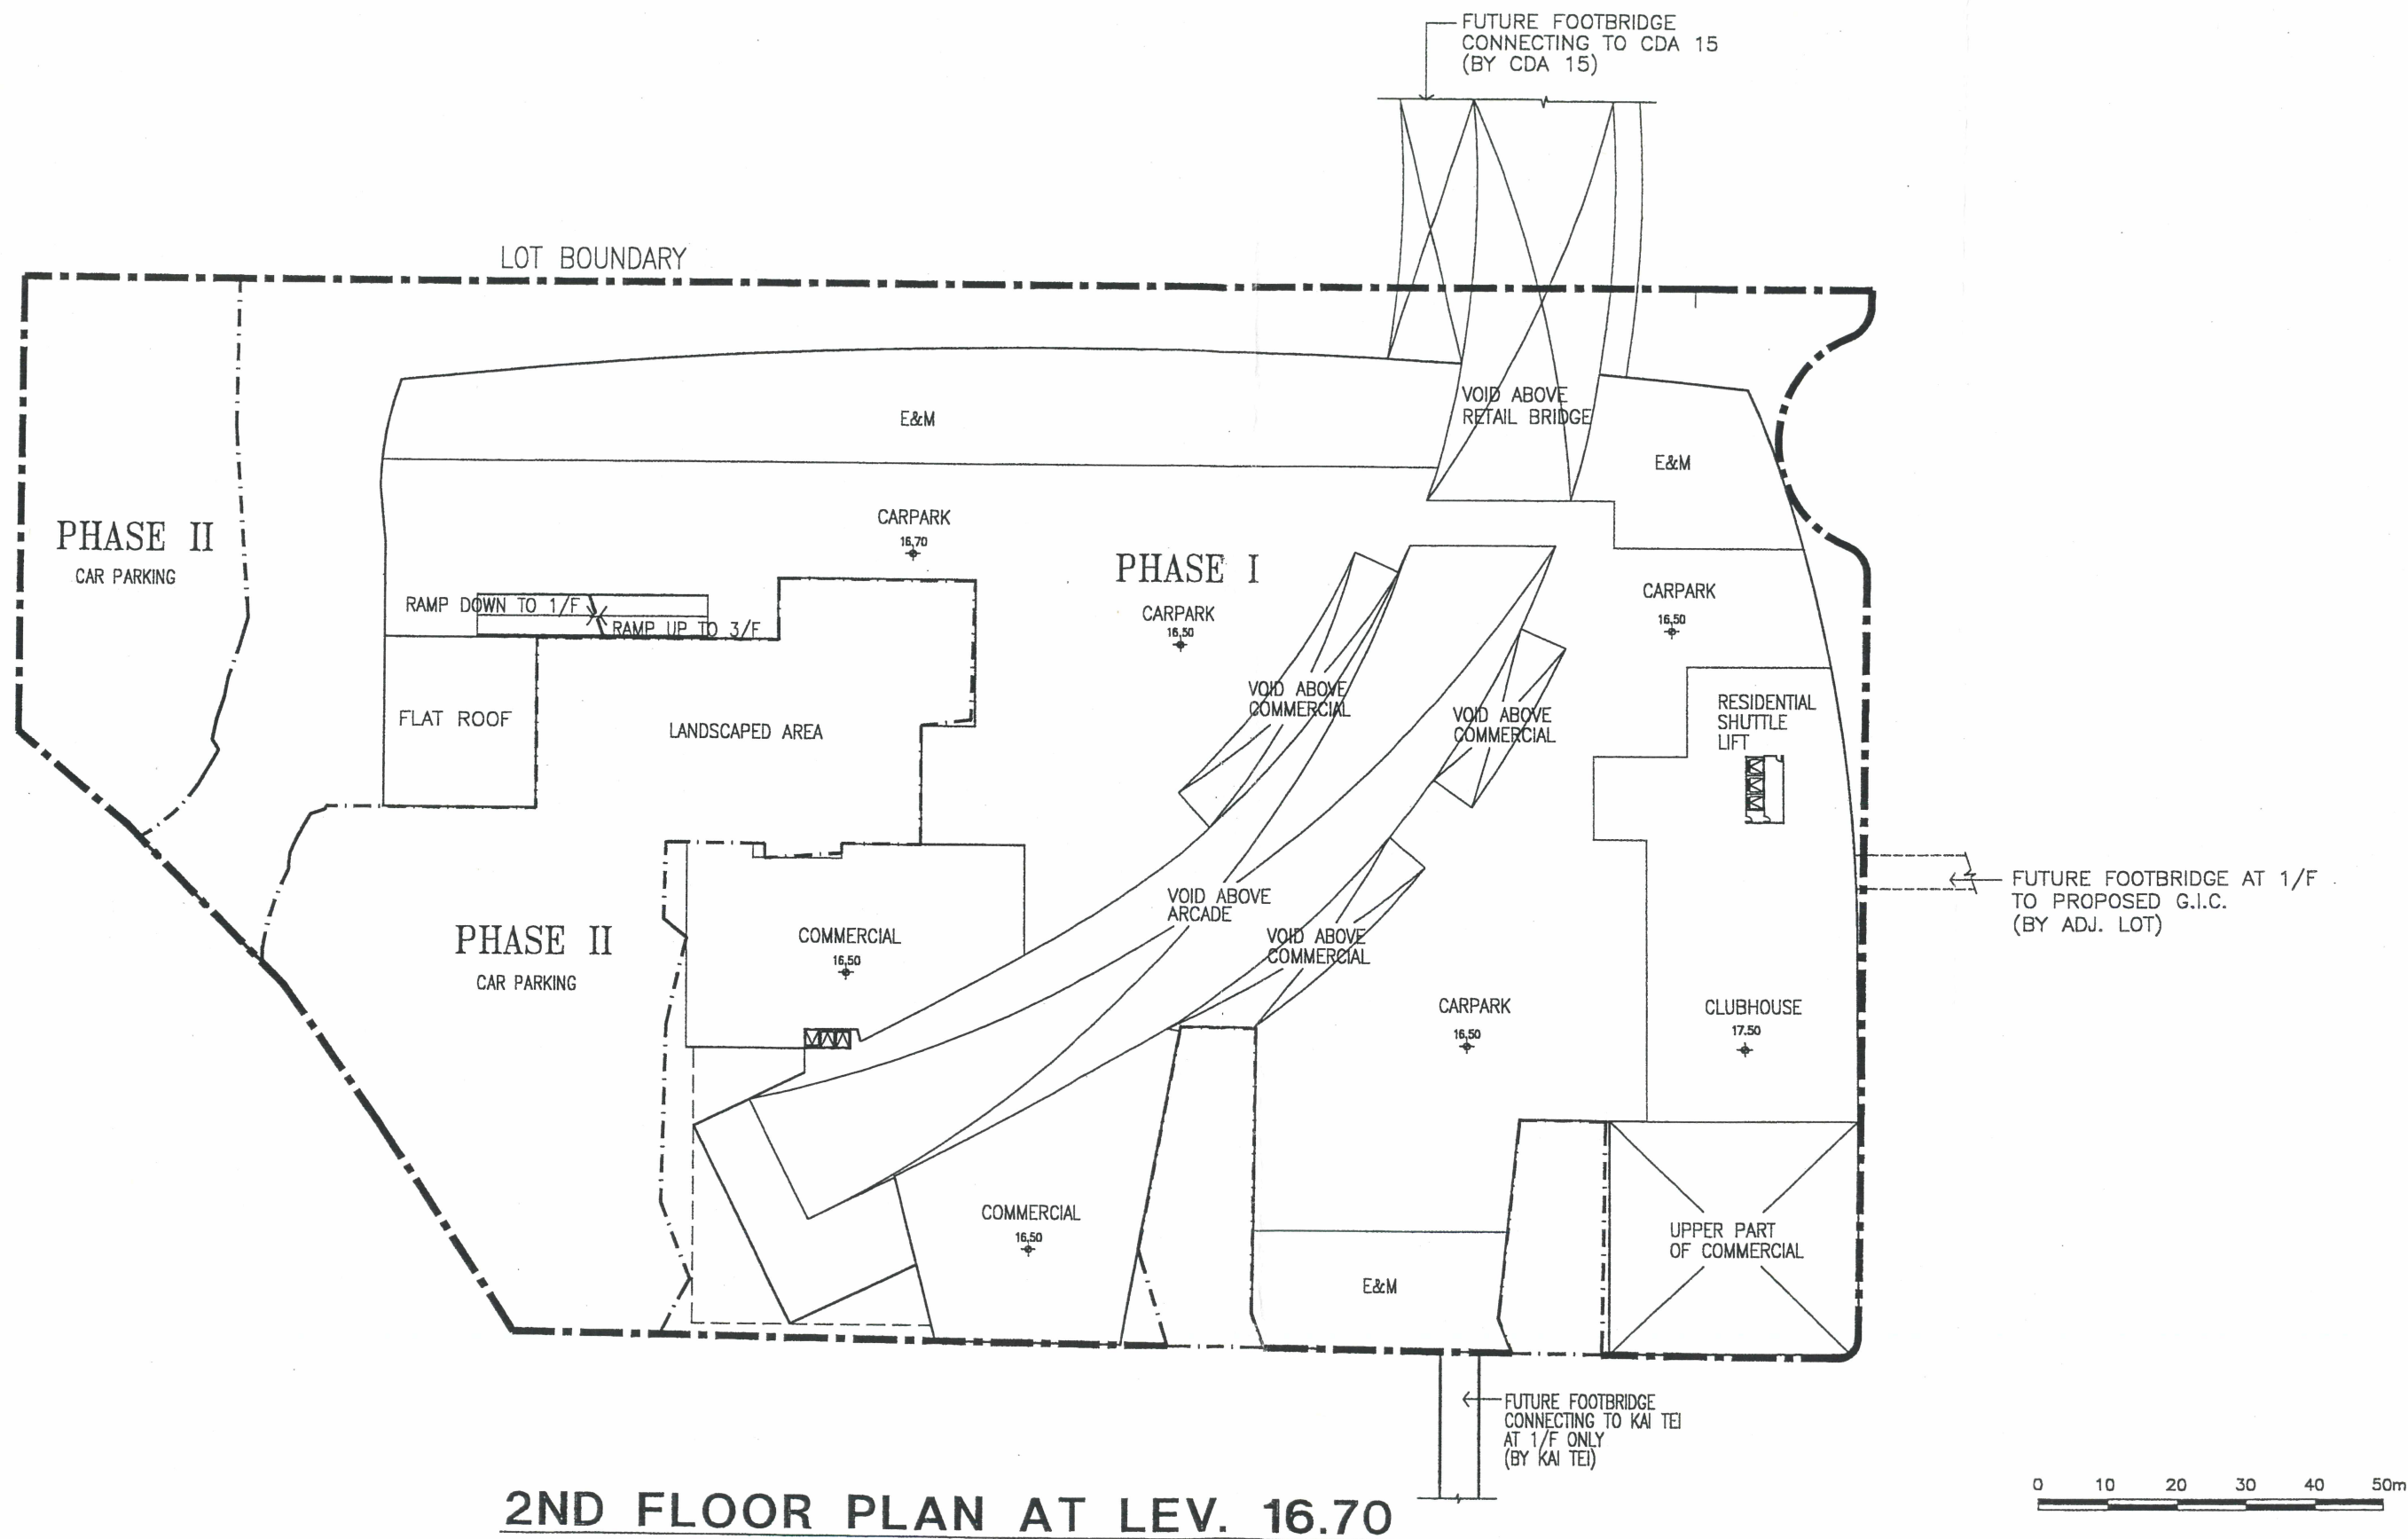 FUTURE FOOTBRIDGE
CONNECTING TO CDA 15
(BY CDA 15)
LOT BOUNDARY
VOID ABOVE
RETAIL BRIDGE
E&M
E&M
PHASE II
CAR PARKING
CARPARK
16.70
PHASE I
CARPARK
16.50
CARPARK
16.50
RAMP DOWN TO 1/F
RAMP UP TO 3/F
FLAT ROOF
LANDSCAPED AREA
VOID ABOVE
COMMERCIAL
VOID ABOVE
COMMERCIAL
RESIDENTIAL
SHUTTLE
LIFT
FUTURE FOOTBRIDGE AT 1/F
TO PROPOSED G.I.C.
(BY ADJ. LOT)
VOID ABOVE
ARCADE
PHASE II
CAR PARKING
COMMERCIAL
16.50
VOID ABOVE
COMMERCIAL
CARPARK
16.50
CLUBHOUSE
17.50
COMMERCIAL
16.50
UPPER PART
OF COMMERCIAL
E&M
FUTURE FOOTBRIDGE
CONNECTING TO KAI TEI
AT 1/F ONLY
(BY KAI TEI)
0 10 20 30 40 50m
2ND FLOOR PLAN AT LEV. 16.70